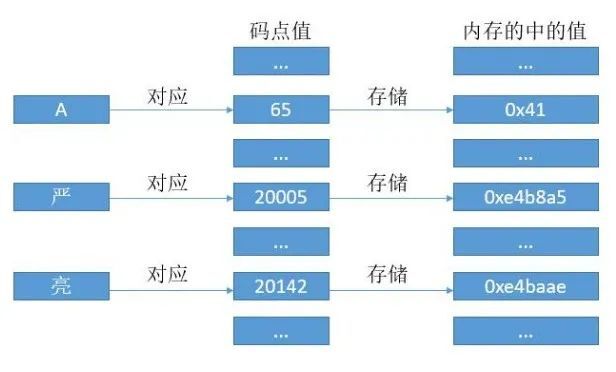 码点值 内存的中的值
... ...
A 对应 65 存储 0x41
... ...
严 对应 20005 存储 0xe4b8a5
... ...
亮 对应 20142 存储 0xe4baae
... ...